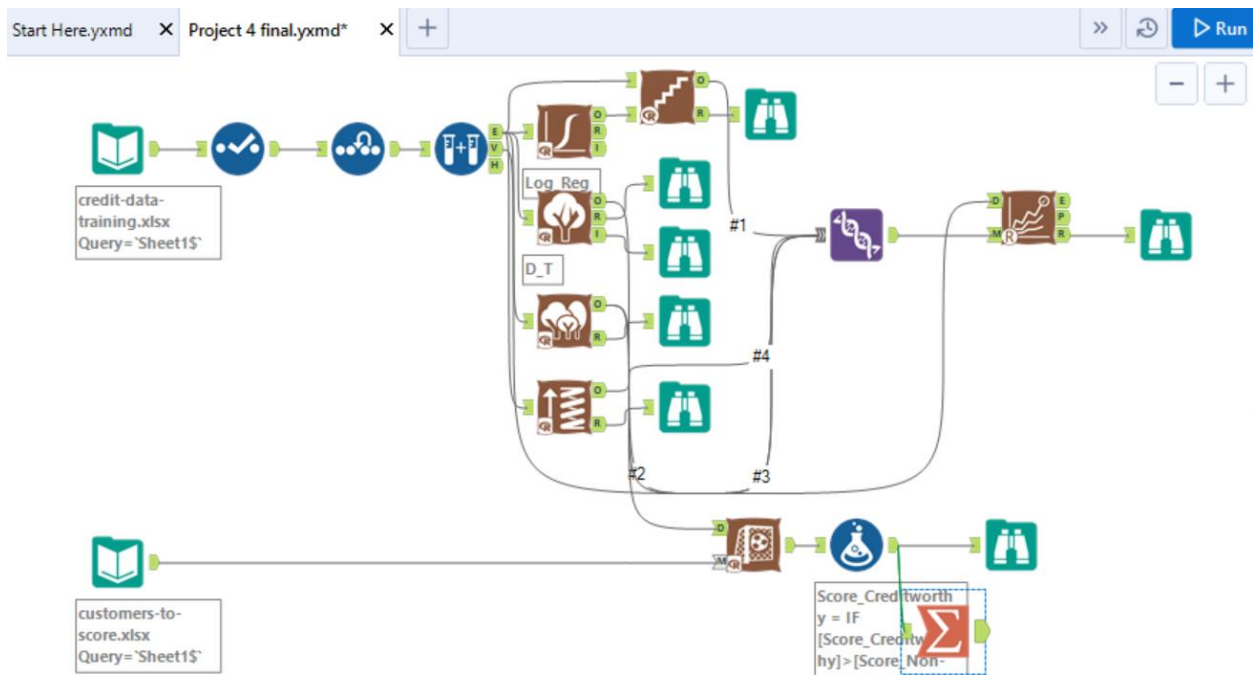 Start Here.yxmd
Project 4 final.yxmd*
Run
E
V
H
O
R
I
O
R
Log_Reg
O
R
I
D_T
O
R
O
R
#1
#4
#2
#3
D
M
E
P
R
R
R
R
R
R
R
credit-data-
training.xlsx
Query=`Sheet1$`
D
M
R
customers-to-
score.xlsx
Query=`Sheet1$`
Score_Creditworth
y = IF
[Score_Creditw
hy]>[Score_Non-